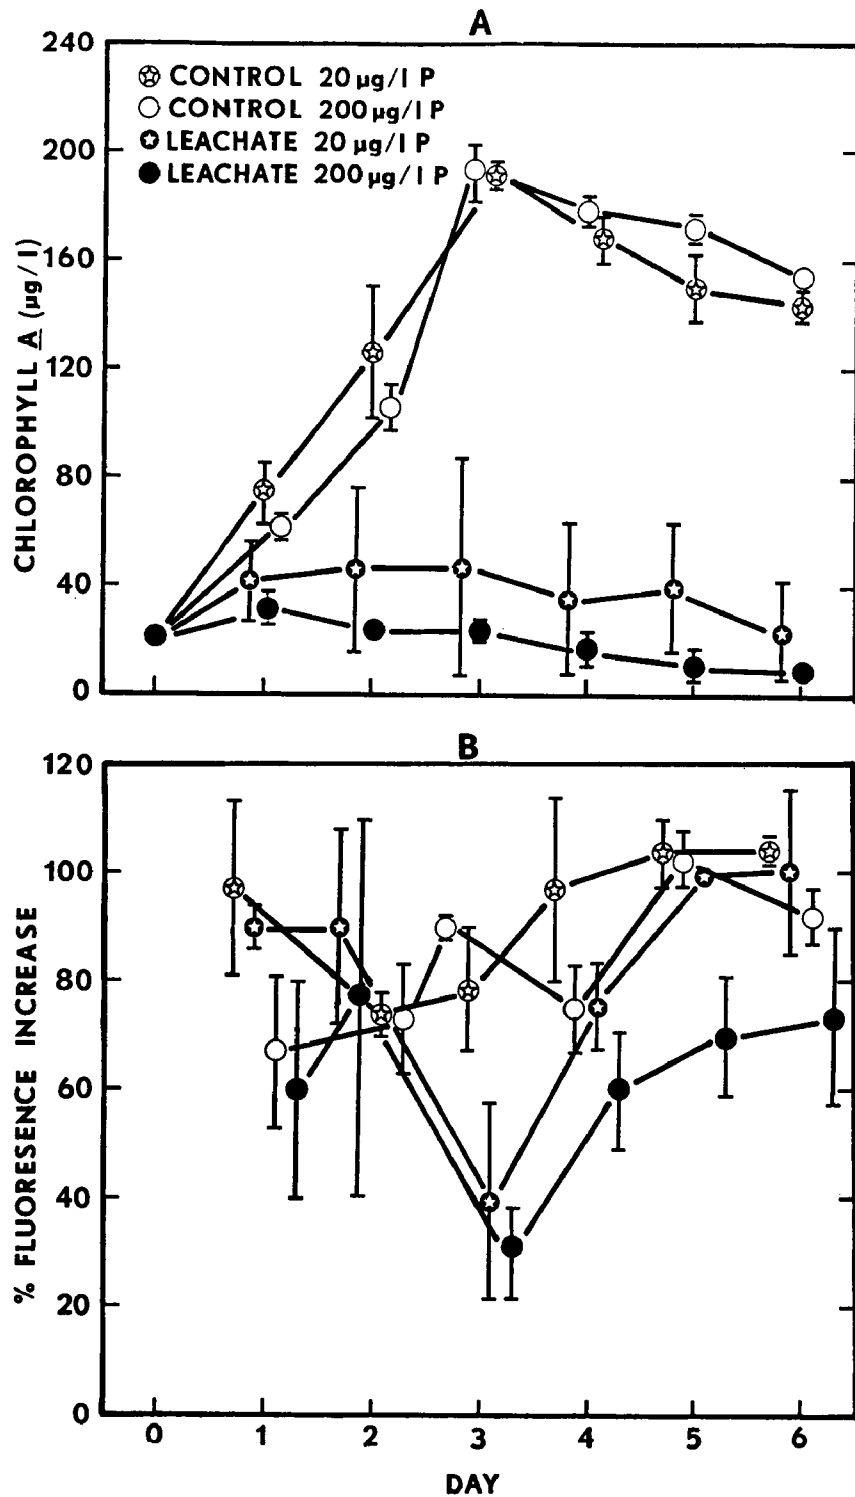 A
240
200
160
120
80
40
0
CHLOROPHYLL A (µg/l)
CONTROL 20 µg/l P
CONTROL 200 µg/l P
LEACHATE 20 µg/l P
LEACHATE 200 µg/l P
B
120
100
80
60
40
20
0
% FLUORESENCE INCREASE
0 1 2 3 4 5 6
DAY